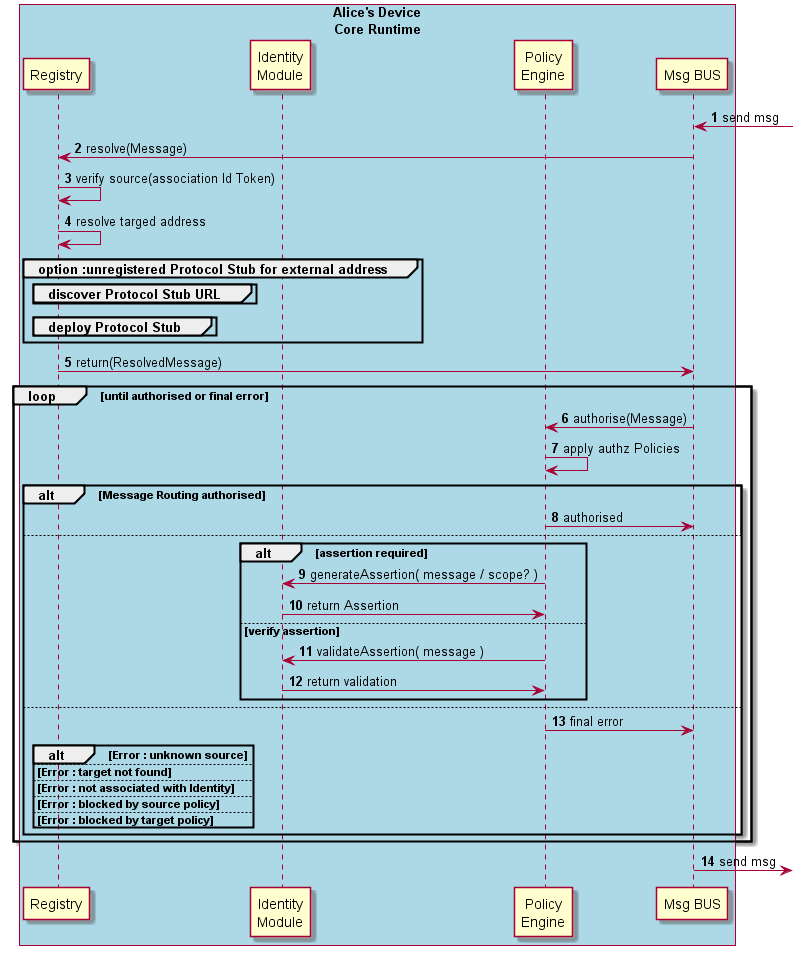 Alice's Device
Core Runtime
Registry
Identity
Module
Policy
Engine
Msg BUS
1 send msg
2 resolve(Message)
3 verify source(association Id Token)
4 resolve targed address
option :unregistered Protocol Stub for external address
discover Protocol Stub URL
deploy Protocol Stub
5 return(ResolvedMessage)
loop [until authorised or final error]
6 authorise(Message)
7 apply authz Policies
alt [Message Routing authorised]
8 authorised
alt [assertion required]
9 generateAssertion( message / scope? )
10 return Assertion
[verify assertion]
11 validateAssertion( message )
12 return validation
13 final error
alt [Error : unknown source]
[Error : target not found]
[Error : not associated with Identity]
[Error : blocked by source policy]
[Error : blocked by target policy]
14 send msg
Registry
Identity
Module
Policy
Engine
Msg BUS